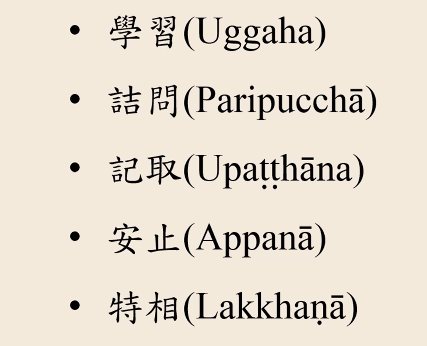 • 學習(Uggaha)
• 詰問(Paripucchā)
• 記取(Upaṭṭhāna)
• 安止(Appanā)
• 特相(Lakkhaṇā)